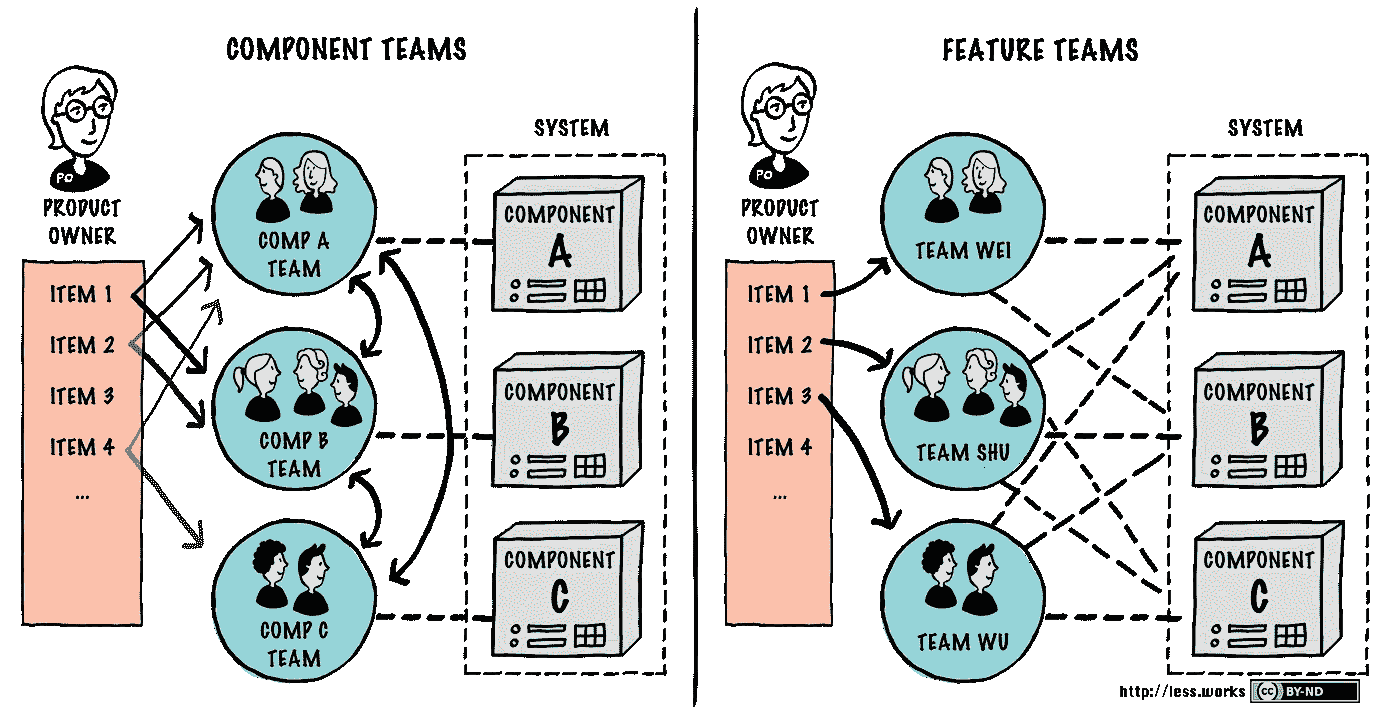 COMPONENT TEAMS
PO
PRODUCT
OWNER
ITEM 1
ITEM 2
ITEM 3
ITEM 4
...
COMP A
TEAM
COMP B
TEAM
COMP C
TEAM
SYSTEM
COMPONENT
A
COMPONENT
B
COMPONENT
C
FEATURE TEAMS
PO
PRODUCT
OWNER
ITEM 1
ITEM 2
ITEM 3
ITEM 4
...
TEAM WEI
TEAM SHU
TEAM WU
SYSTEM
COMPONENT
A
COMPONENT
B
COMPONENT
C
http://less.works cc BY-ND